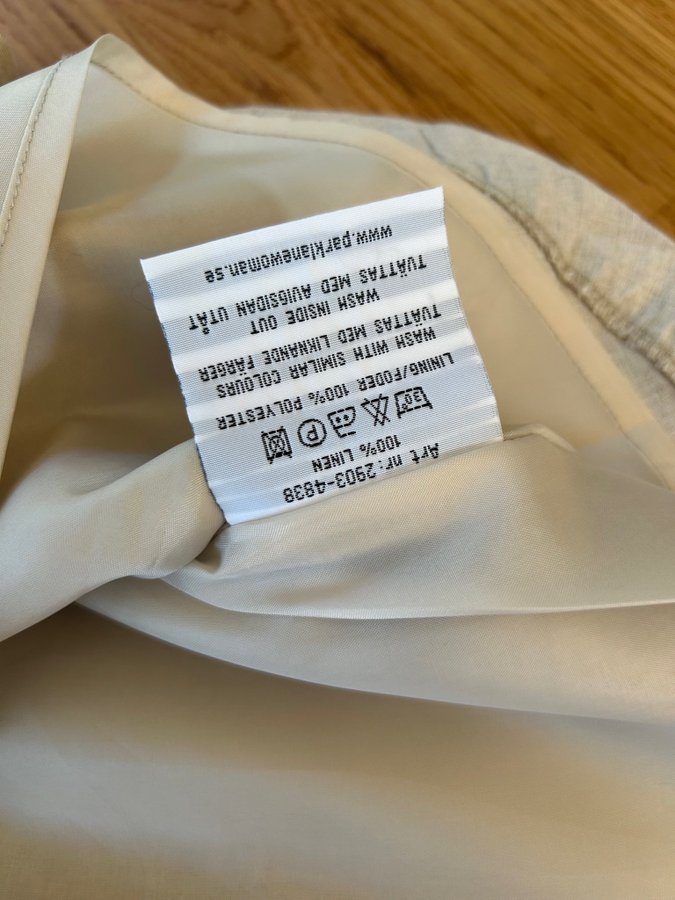 Art nr:2903-4838
100% LINEN
30 P
LINING/FODER 100% POLYESTER
WASH WITH SIMILAR COLOURS
TVÄTTAS MED LIKNANDE FÄRGER
WASH INSIDE OUT
TVÄTTAS MED AVIGSIDAN UTÅT
www.parklanewoman.se